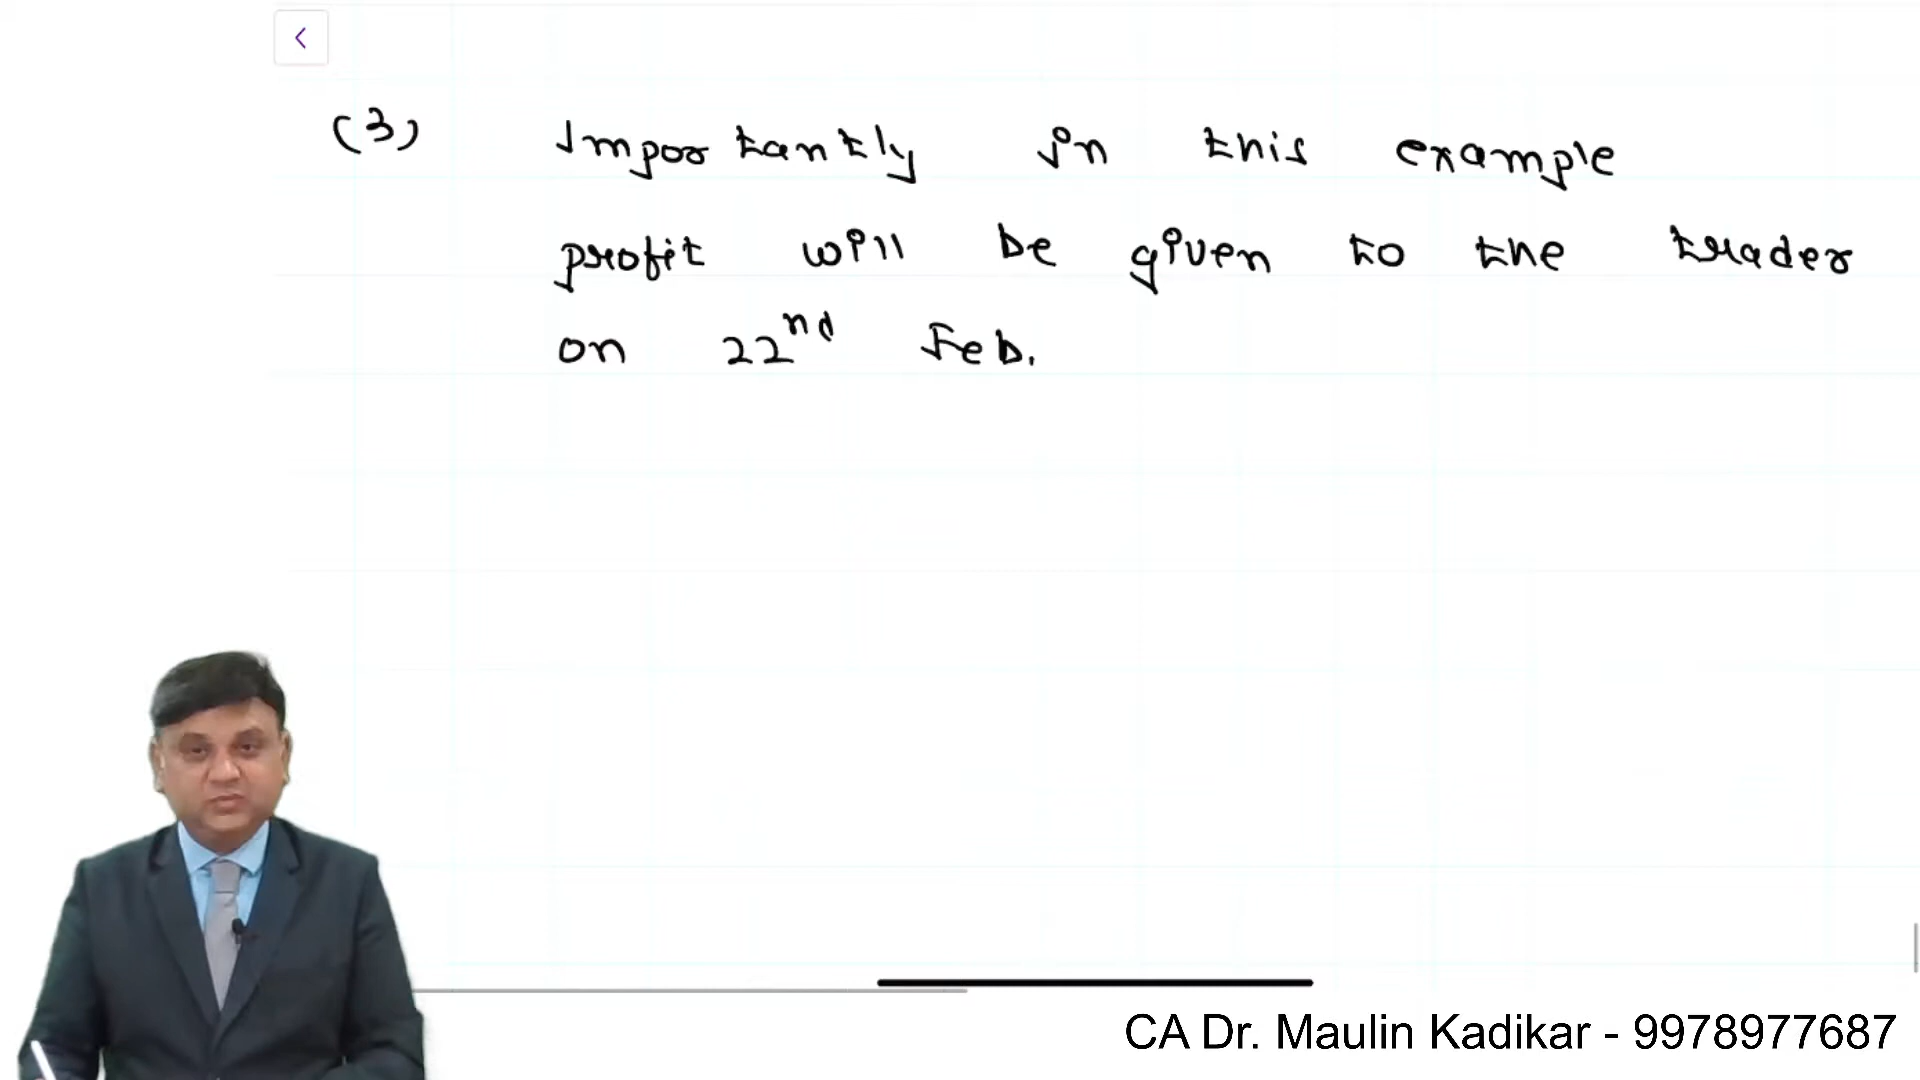 (3) Importantly in this example
profit will be given to the trader
on 22nd Feb.
CA Dr. Maulin Kadikar - 9978977687